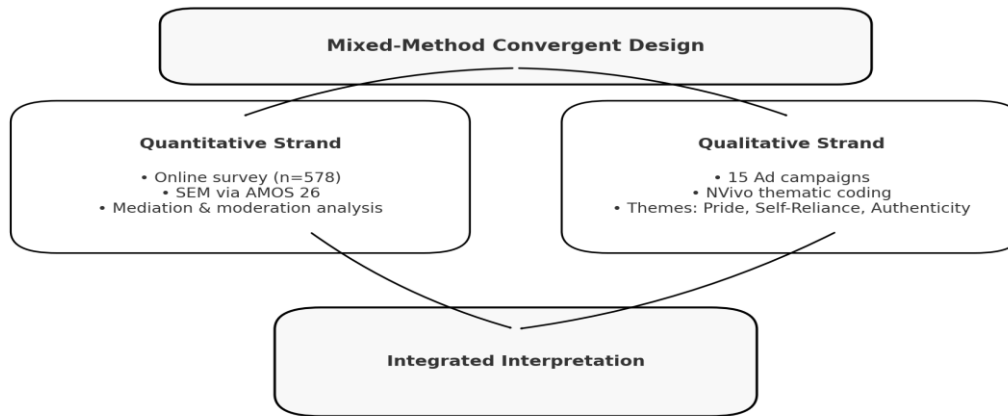 Mixed-Method Convergent Design
Quantitative Strand
• Online survey (n=578)
• SEM via AMOS 26
• Mediation & moderation analysis
Qualitative Strand
• 15 Ad campaigns
• NVivo thematic coding
• Themes: Pride, Self-Reliance, Authenticity
Integrated Interpretation